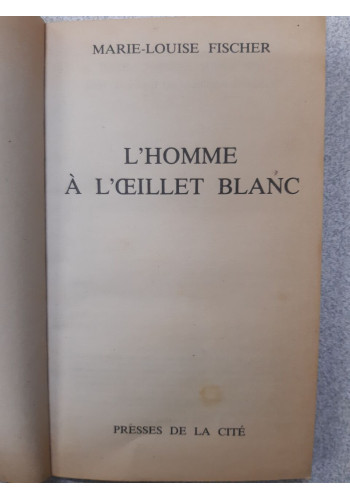 MARIE-LOUISE FISCHER
L'HOMME
À L'ŒILLET BLANC
PRESSES DE LA CITÉ